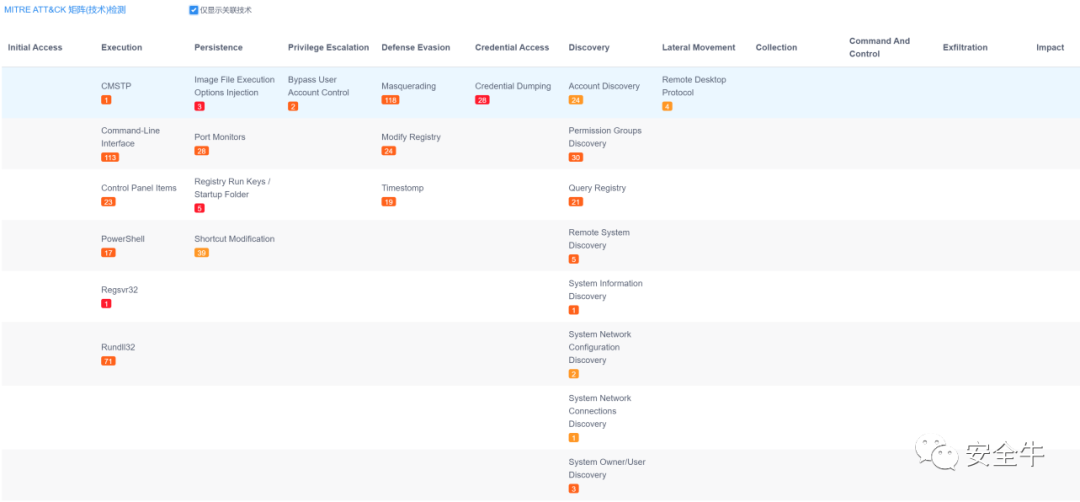 MITRE ATT&CK 矩阵(技术)检测
仅显示关联技术
Initial Access
Execution
Persistence
Privilege Escalation
Defense Evasion
Credential Access
Discovery
Lateral Movement
Collection
Command And
Control
Exfiltration
Impact
CMSTP
1
Image File Execution
Options Injection
3
Bypass User
Account Control
2
Masquerading
118
Credential Dumping
28
Account Discovery
24
Remote Desktop
Protocol
4
Command-Line
Interface
113
Port Monitors
28
Modify Registry
24
Permission Groups
Discovery
30
Control Panel Items
23
Registry Run Keys /
Startup Folder
5
Timestomp
19
Query Registry
21
PowerShell
17
Shortcut Modification
39
Remote System
Discovery
5
Regsvr32
1
System Information
Discovery
1
Rundll32
71
System Network
Configuration
Discovery
2
System Network
Connections
Discovery
1
System Owner/User
Discovery
3
安全牛